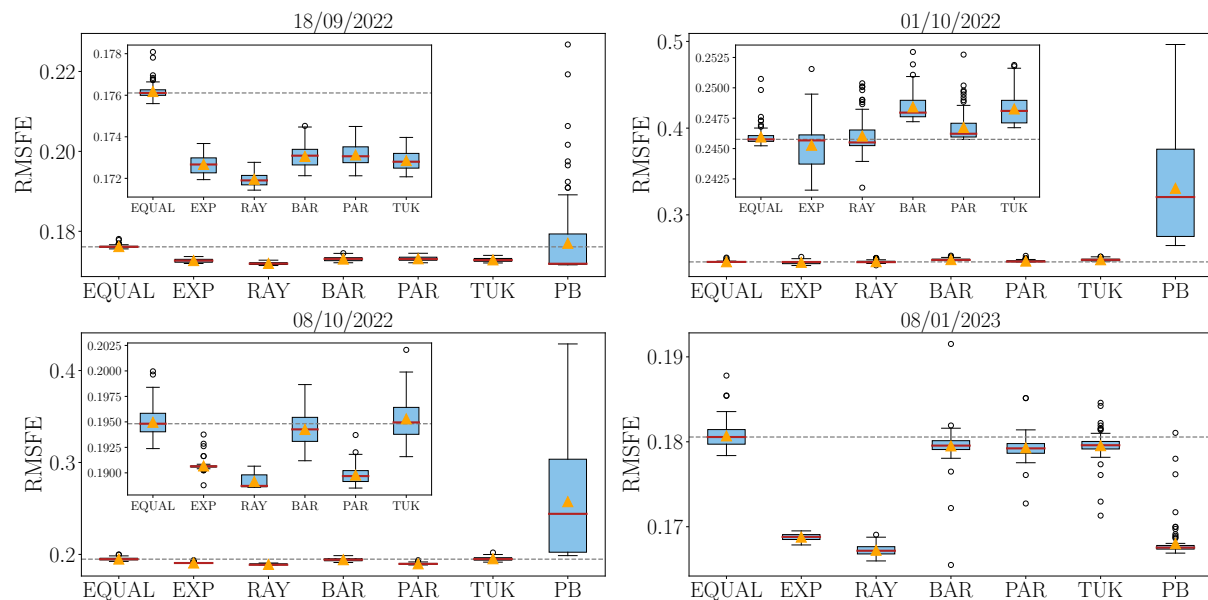 18/09/2022
RMSFE
0.22
0.20
0.18
0.178
0.176
0.174
0.172
EQUAL EXP RAY BAR PAR TUK
EQUAL EXP RAY BAR PAR TUK PB
01/10/2022
RMSFE
0.5
0.4
0.3
0.2525
0.2500
0.2475
0.2450
0.2425
EQUAL EXP RAY BAR PAR TUK
EQUAL EXP RAY BAR PAR TUK PB
08/10/2022
RMSFE
0.4
0.3
0.2
0.2025
0.2000
0.1975
0.1950
0.1925
0.1900
EQUAL EXP RAY BAR PAR TUK
EQUAL EXP RAY BAR PAR TUK PB
08/01/2023
RMSFE
0.19
0.18
0.17
EQUAL EXP RAY BAR PAR TUK PB